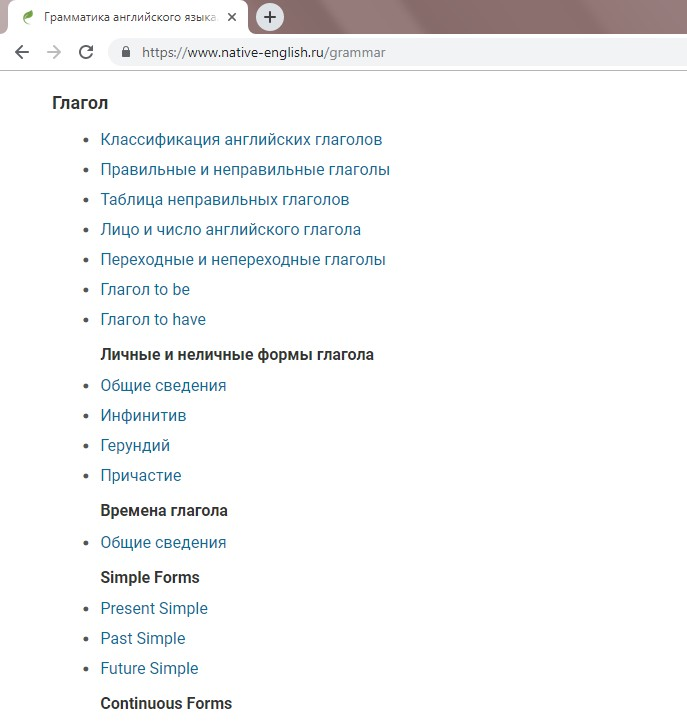 Грамматика английского языка
https://www.native-english.ru/grammar
Глагол
Классификация английских глаголов
Правильные и неправильные глаголы
Таблица неправильных глаголов
Лицо и число английского глагола
Переходные и непереходные глаголы
Глагол to be
Глагол to have
Личные и неличные формы глагола
Общие сведения
Инфинитив
Герундий
Причастие
Времена глагола
Общие сведения
Simple Forms
Present Simple
Past Simple
Future Simple
Continuous Forms